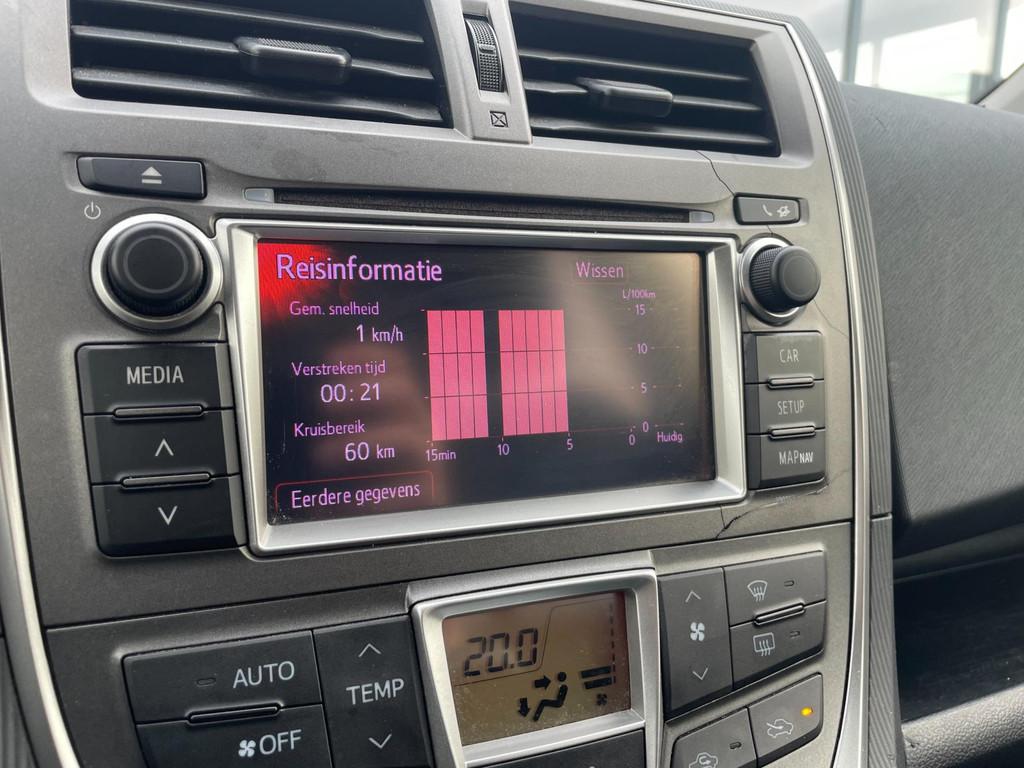 Reisinformatie
Wissen
Gem. snelheid
1 km/h
Verstreken tijd
00:21
Kruisbereik
60 km
Eerdere gegevens
L/100km
15
10
5
0
15min 10 5 0 Huidig
MEDIA
CAR
SETUP
MAP NAV
AUTO
OFF
TEMP
20.0